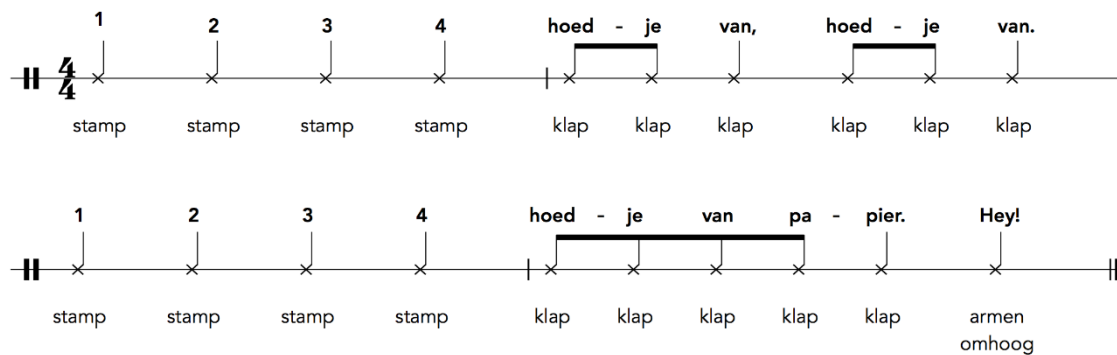 1 2 3 4 hoed - je van, hoed - je van.
4
4
stamp stamp stamp stamp klap klap klap klap klap klap
1 2 3 4 hoed - je van pa - pier. Hey!
stamp stamp stamp stamp klap klap klap klap klap armen
omhoog